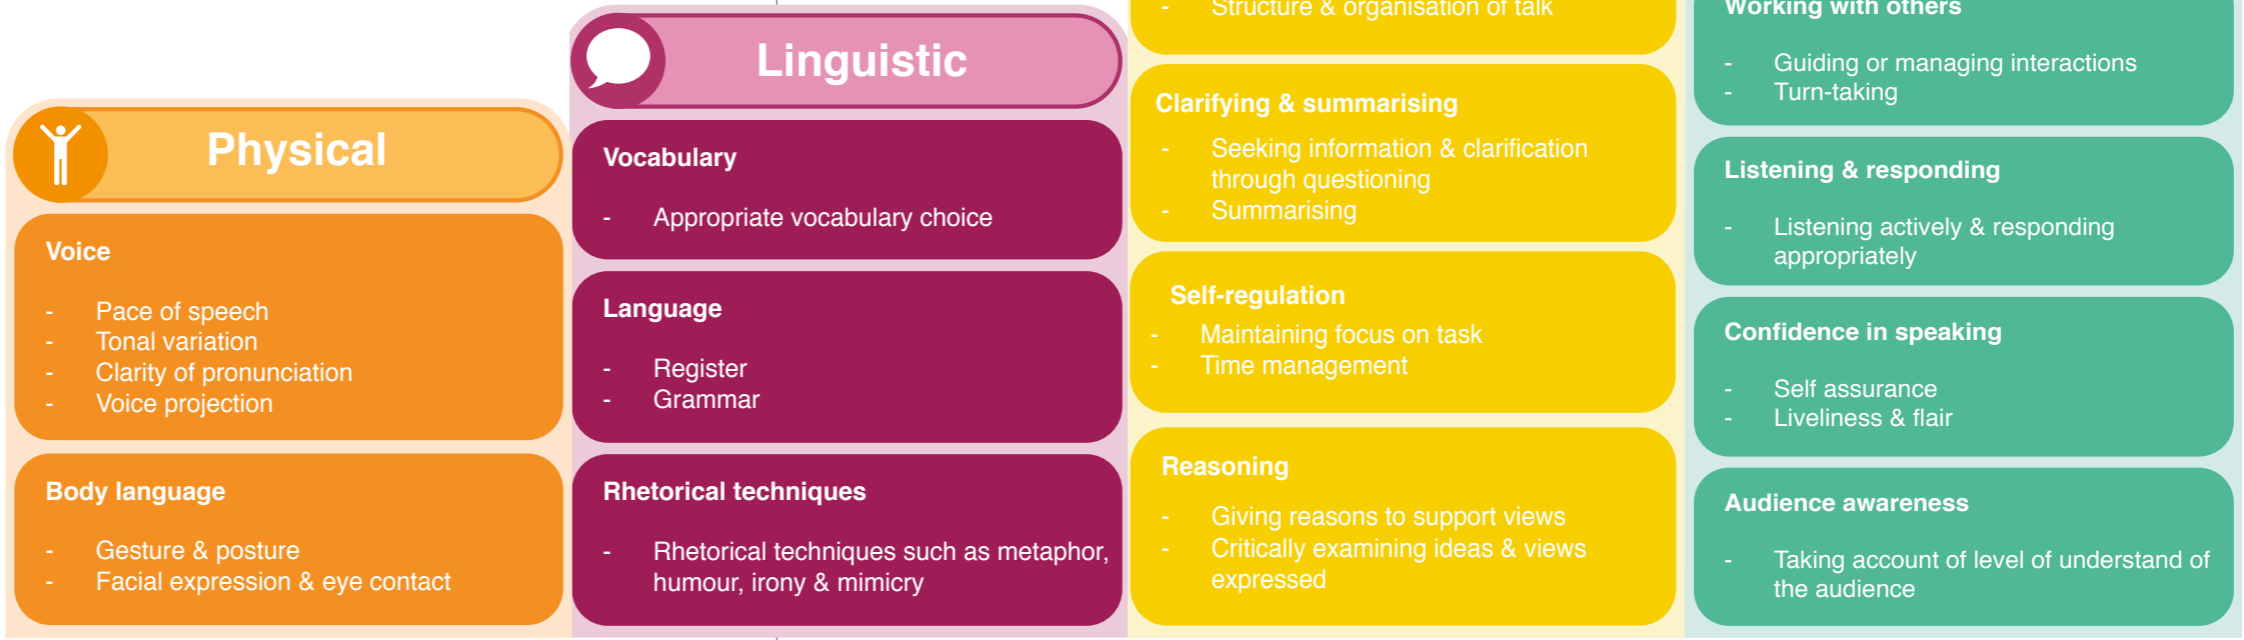 Physical
Voice
- Pace of speech
- Tonal variation
- Clarity of pronunciation
- Voice projection
Body language
- Gesture & posture
- Facial expression & eye contact
Linguistic
Vocabulary
- Appropriate vocabulary choice
Language
- Register
- Grammar
Rhetorical techniques
- Rhetorical techniques such as metaphor,
humour, irony & mimicry
- Structure & organisation of talk
Clarifying & summarising
- Seeking information & clarification
through questioning
- Summarising
Self-regulation
- Maintaining focus on task
- Time management
Reasoning
- Giving reasons to support views
- Critically examining ideas & views
expressed
Working with others
- Guiding or managing interactions
- Turn-taking
Listening & responding
- Listening actively & responding
appropriately
Confidence in speaking
- Self assurance
- Liveliness & flair
Audience awareness
- Taking account of level of understand of
the audience